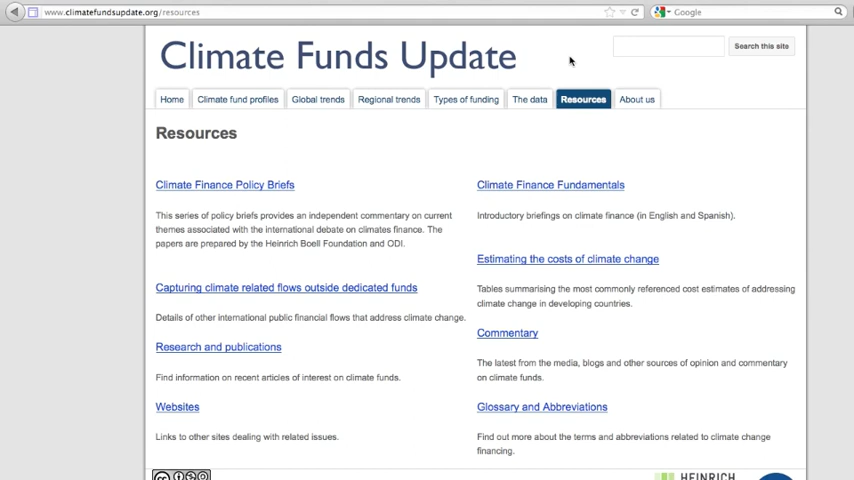 www.climatefundsupdate.org/resources
Google
Climate Funds Update
Search this site
Home
Climate fund profiles
Global trends
Regional trends
Types of funding
The data
Resources
About us
Resources
Climate Finance Policy Briefs
This series of policy briefs provides an independent commentary on current
themes associated with the international debate on climates finance. The
papers are prepared by the Heinrich Boell Foundation and ODI.
Capturing climate related flows outside dedicated funds
Details of other international public financial flows that address climate change.
Research and publications
Find information on recent articles of interest on climate funds.
Websites
Links to other sites dealing with related issues.
Climate Finance Fundamentals
Introductory briefings on climate finance (in English and Spanish).
Estimating the costs of climate change
Tables summarising the most commonly referenced cost estimates of addressing
climate change in developing countries.
Commentary
The latest from the media, blogs and other sources of opinion and commentary
on climate funds.
Glossary and Abbreviations
Find out more about the terms and abbreviations related to climate change
financing.
HEINRICH